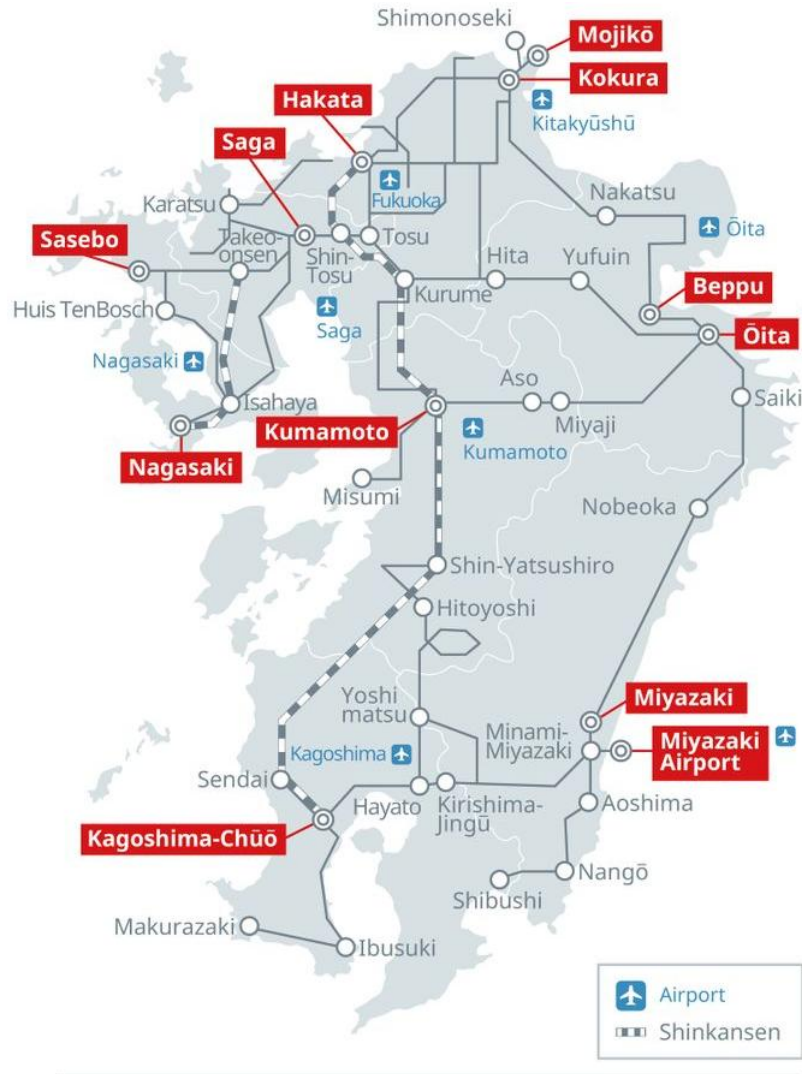 Shimonoseki
Mojikō
Kokura
Hakata
Kitakyūshū
Saga
Fukuoka
Karatsu
Nakatsu
Sasebo
Takeo-
onsen
Shin-
Tosu
Tosu
Ōita
Hita
Yufuin
Kurume
Beppu
Huis TenBosch
Saga
Ōita
Nagasaki
Aso
Saiki
Isahaya
Miyaji
Kumamoto
Kumamoto
Nagasaki
Misumi
Nobeoka
Shin-Yatsushiro
Hitoyoshi
Miyazaki
Yoshi
matsu
Minami-
Miyazaki
Miyazaki
Airport
Kagoshima
Sendai
Hayato
Kirishima-
Jingū
Aoshima
Kagoshima-Chūō
Nangō
Shibushi
Makurazaki
Ibusuki
Airport
Shinkansen